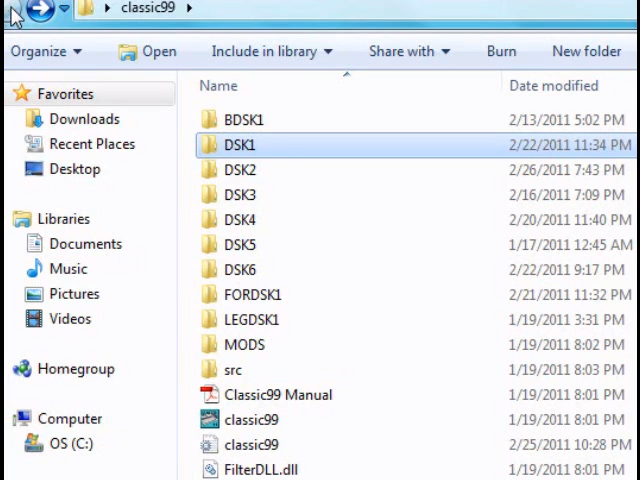 classic99
Organize Open Include in library Share with Burn New folder
Name Date modified
Favorites
Downloads
Recent Places
Desktop
Libraries
Documents
Music
Pictures
Videos
Homegroup
Computer
OS (C:)
BDSK1 2/13/2011 5:02 PM
DSK1 2/22/2011 11:34 PM
DSK2 2/26/2011 7:43 PM
DSK3 2/16/2011 7:09 PM
DSK4 2/20/2011 11:40 PM
DSK5 1/17/2011 12:45 AM
DSK6 2/22/2011 9:17 PM
FORDSK1 2/21/2011 11:32 PM
LEGDSK1 1/19/2011 3:31 PM
MODS 1/19/2011 8:02 PM
src 1/19/2011 8:03 PM
Classic99 Manual 1/19/2011 8:01 PM
classic99 1/19/2011 8:01 PM
classic99 2/25/2011 10:28 PM
FilterDLL.dll 1/19/2011 8:01 PM